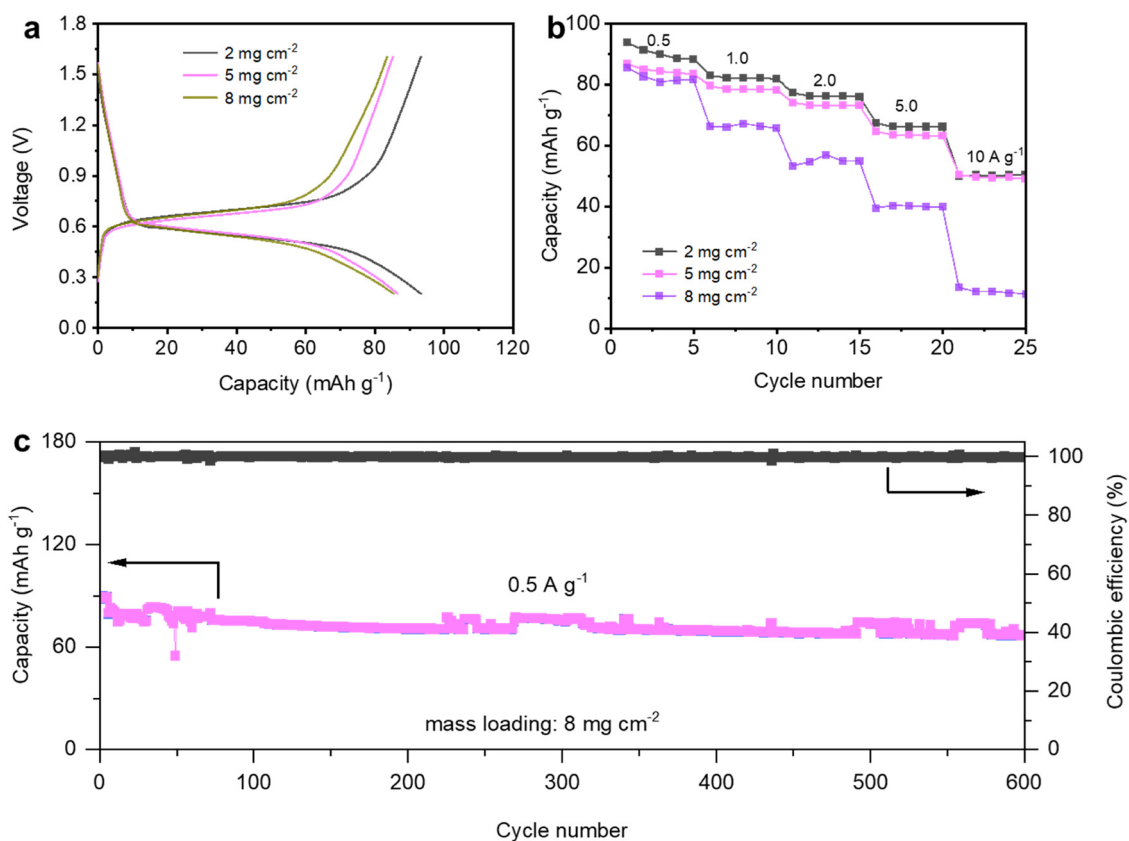 a
1.8
1.5
1.2
0.9
0.6
0.3
0.0
Voltage (V)
2 mg cm⁻²
5 mg cm⁻²
8 mg cm⁻²
0 20 40 60 80 100 120
Capacity (mAh g⁻¹)
b
100
80
60
40
20
0
Capacity (mAh g⁻¹)
0.5
1.0
2.0
5.0
10 A g⁻¹
2 mg cm⁻²
5 mg cm⁻²
8 mg cm⁻²
0 5 10 15 20 25
Cycle number
c
180
120
60
0
Capacity (mAh g⁻¹)
0.5 A g⁻¹
mass loading: 8 mg cm⁻²
100
80
60
40
20
0
Coulombic efficiency (%)
0 100 200 300 400 500 600
Cycle number